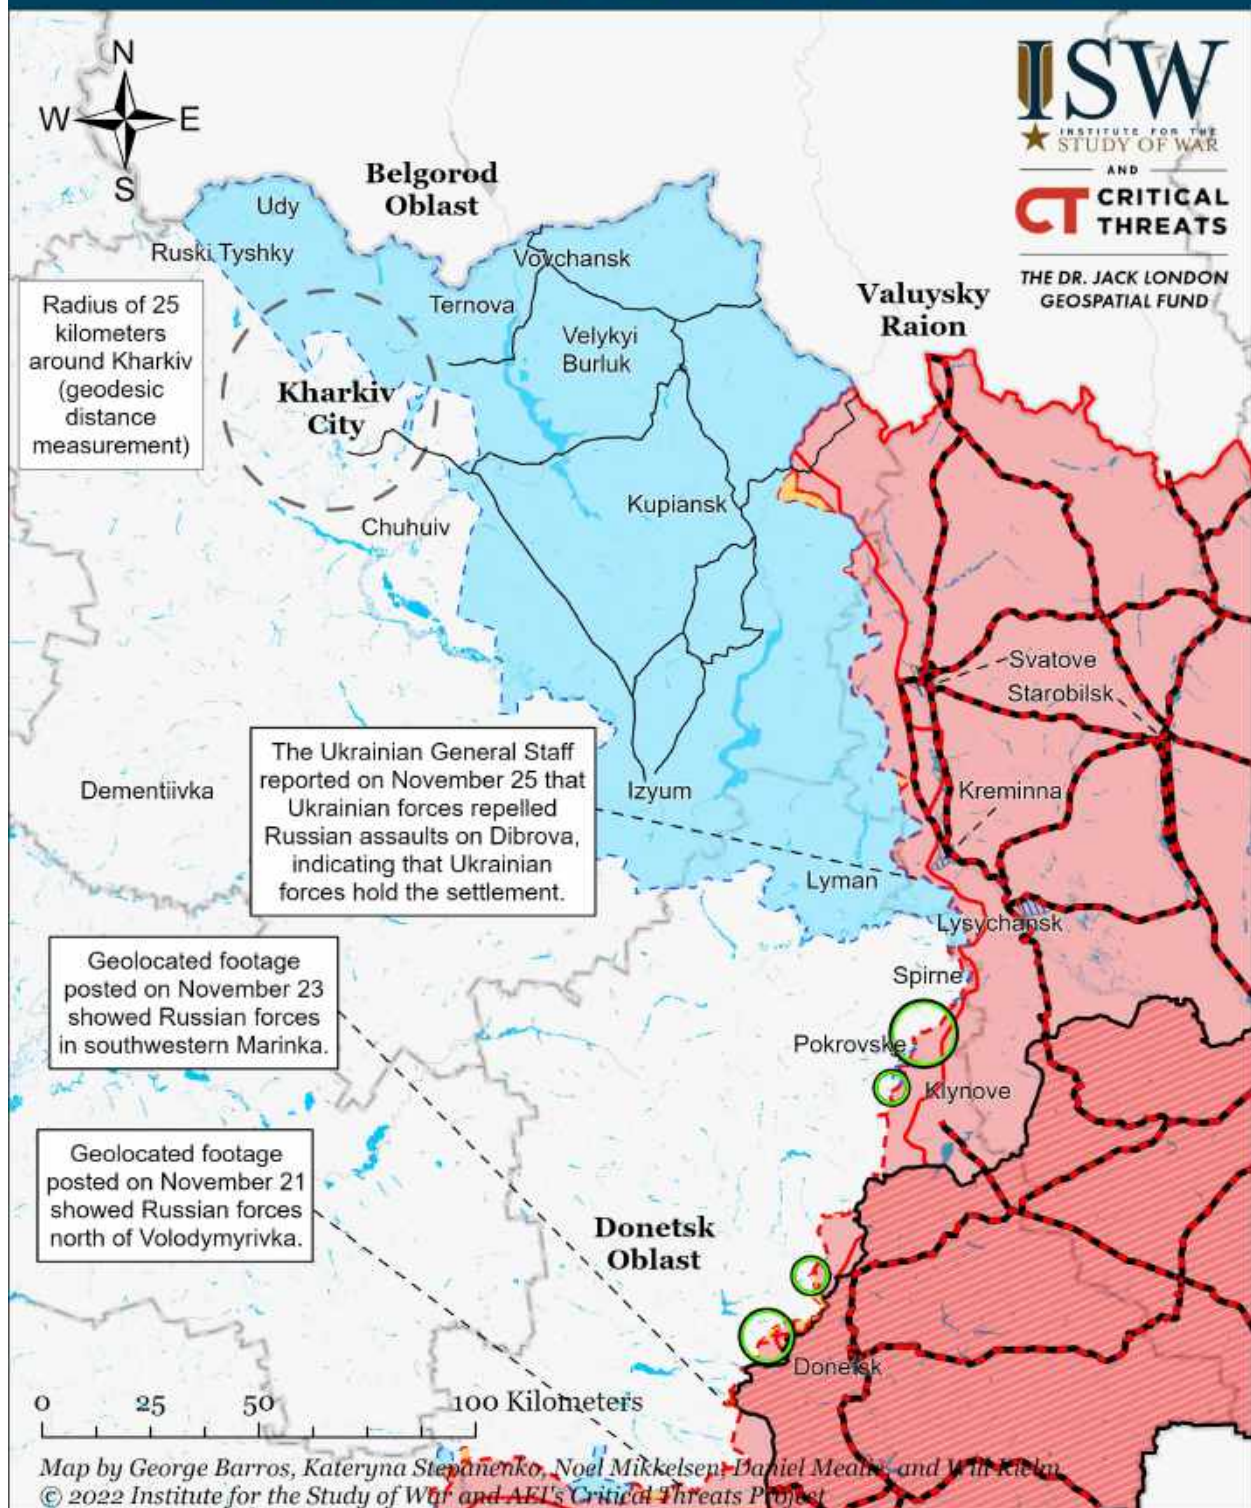 N
W
E
S
ISW
INSTITUTE FOR THE
STUDY OF WAR
AND
CT CRITICAL
THREATS
THE DR. JACK LONDON
GEOSPATIAL FUND
Belgorod
Oblast
Udy
Ruski Tyshky
Vovchansk
Ternova
Valuysky
Raion
Radius of 25
kilometers
around Kharkiv
(geodesic
distance
measurement)
Velykyi
Burluk
Kharkiv
City
Kupiansk
Chuhuiv
Svatove
Starobilsk
The Ukrainian General Staff
reported on November 25 that
Ukrainian forces repelled
Russian assaults on Dibrova,
indicating that Ukrainian
forces hold the settlement.
Dementiivka
Izyum
Kreminna
Lyman
Lysychansk
Geolocated footage
posted on November 23
showed Russian forces
in southwestern Marinka.
Spirne
Pokrovske
Klynove
Geolocated footage
posted on November 21
showed Russian forces
north of Volodymyrivka.
Donetsk
Oblast
Donetsk
0 25 50 100 Kilometers
Map by George Barros, Kateryna Stepanenko, Noel Mikkelsen, Daniel Mealie, and Will Kielm
© 2022 Institute for the Study of War and AEI's Critical Threats Project